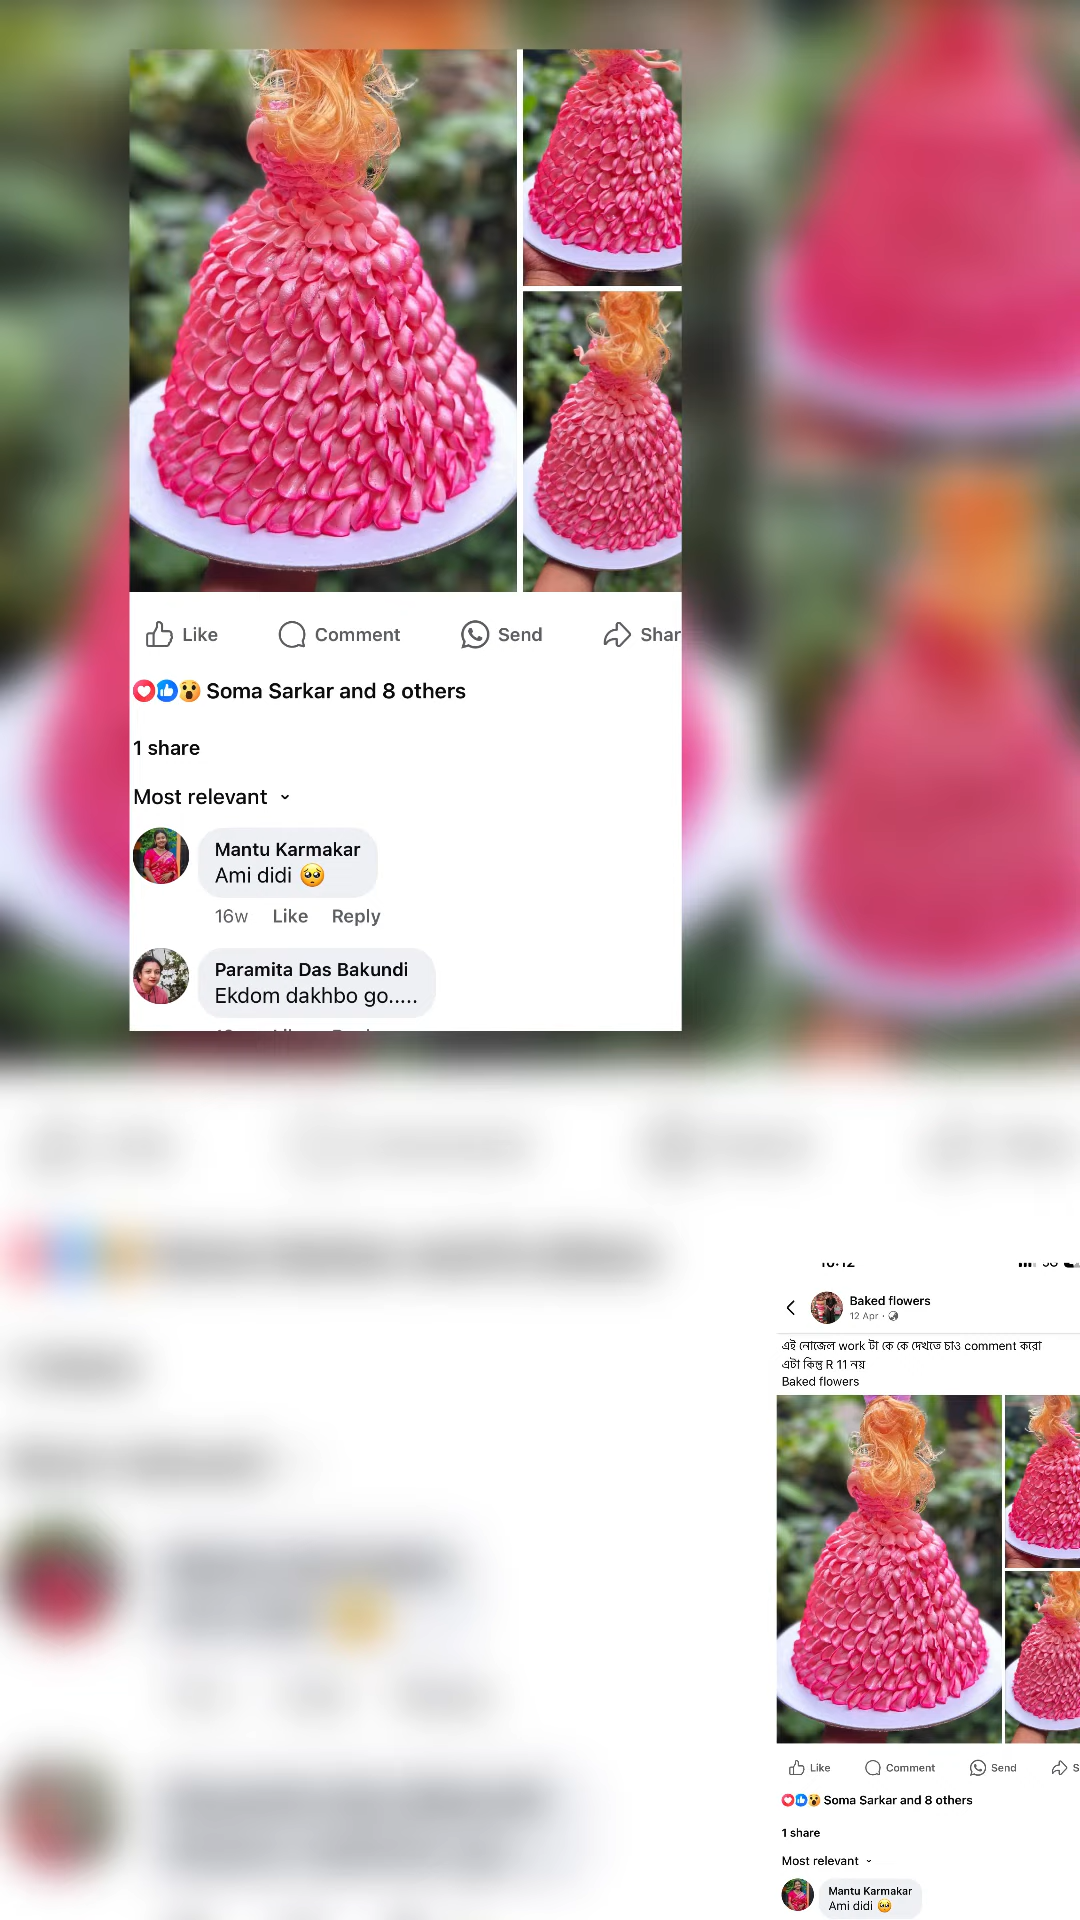 Like
Comment
Send
Shar
Soma Sarkar and 8 others
1 share
Most relevant
Mantu Karmakar
Ami didi 🥺
16w Like Reply
Paramita Das Bakundi
Ekdom dakhbo go.....
Baked flowers
12 Apr
এই নোজেল work টা কে কে দেখতে চাও comment করো
এটা কিন্তু R 11 নয়
Baked flowers
Like
Comment
Send
S
Soma Sarkar and 8 others
1 share
Most relevant
Mantu Karmakar
Ami didi 🥺